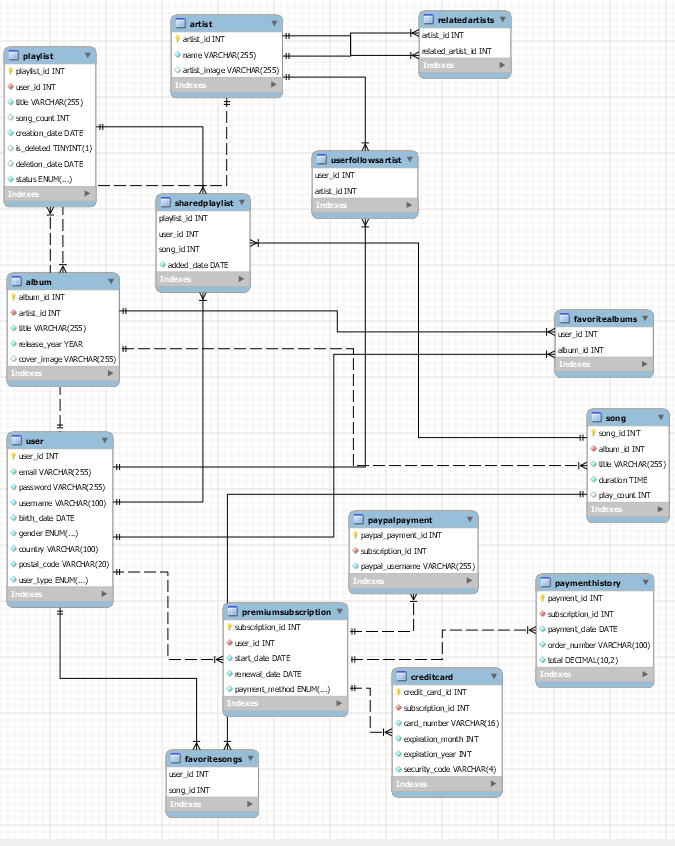 artist
artist_id INT
name VARCHAR(255)
artist_image VARCHAR(255)
Indexes
relatedartists
artist_id INT
related_artist_id INT
Indexes
playlist
playlist_id INT
user_id INT
title VARCHAR(255)
song_count INT
creation_date DATE
is_deleted TINYINT(1)
deletion_date DATE
status ENUM(...)
Indexes
userfollowsartist
user_id INT
artist_id INT
Indexes
sharedplaylist
playlist_id INT
user_id INT
song_id INT
added_date DATE
Indexes
album
album_id INT
artist_id INT
title VARCHAR(255)
release_year YEAR
cover_image VARCHAR(255)
Indexes
favoritealbums
user_id INT
album_id INT
Indexes
song
song_id INT
album_id INT
title VARCHAR(255)
duration TIME
play_count INT
Indexes
user
user_id INT
email VARCHAR(255)
password VARCHAR(255)
username VARCHAR(100)
birth_date DATE
gender ENUM(...)
country VARCHAR(100)
postal_code VARCHAR(20)
user_type ENUM(...)
Indexes
paypalpayment
paypal_payment_id INT
subscription_id INT
paypal_username VARCHAR(255)
Indexes
paymenthistory
payment_id INT
subscription_id INT
payment_date DATE
order_number VARCHAR(100)
total DECIMAL(10,2)
Indexes
premiumsubscription
subscription_id INT
user_id INT
start_date DATE
renewal_date DATE
payment_method ENUM(...)
Indexes
creditcard
credit_card_id INT
subscription_id INT
card_number VARCHAR(16)
expiration_month INT
expiration_year INT
security_code VARCHAR(4)
Indexes
favoritesongs
user_id INT
song_id INT
Indexes